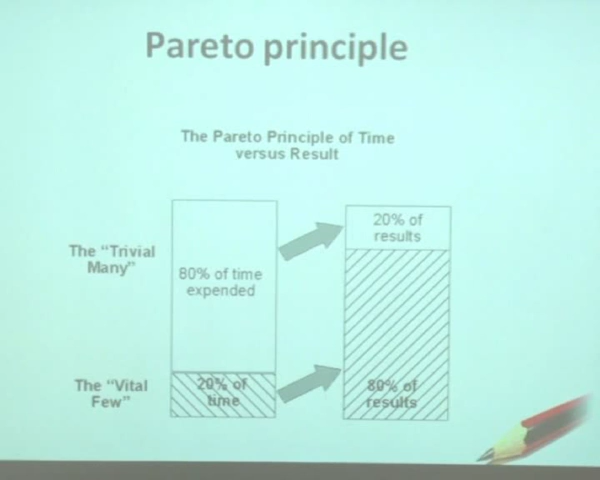 Pareto principle
The Pareto Principle of Time
versus Result
The "Trivial
Many"
80% of time
expended
20% of
results
The "Vital
Few"
20% of
time
80% of
results